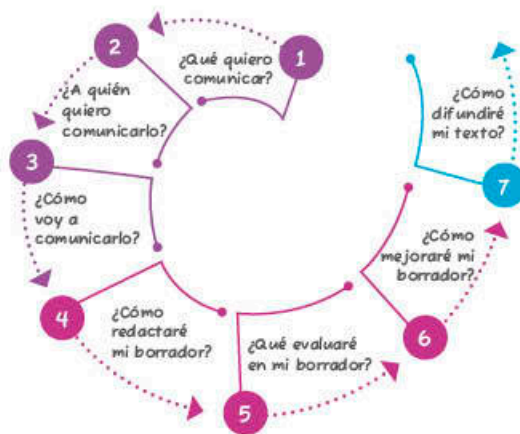 1
¿Qué quiero
comunicar?
2
¿A quién
quiero
comunicarlo?
3
¿Cómo
voy a
comunicarlo?
4
¿Cómo
redactaré
mi borrador?
5
¿Qué evaluaré
en mi borrador?
6
¿Cómo
mejoraré mi
borrador?
7
¿Cómo
difundiré
mi texto?